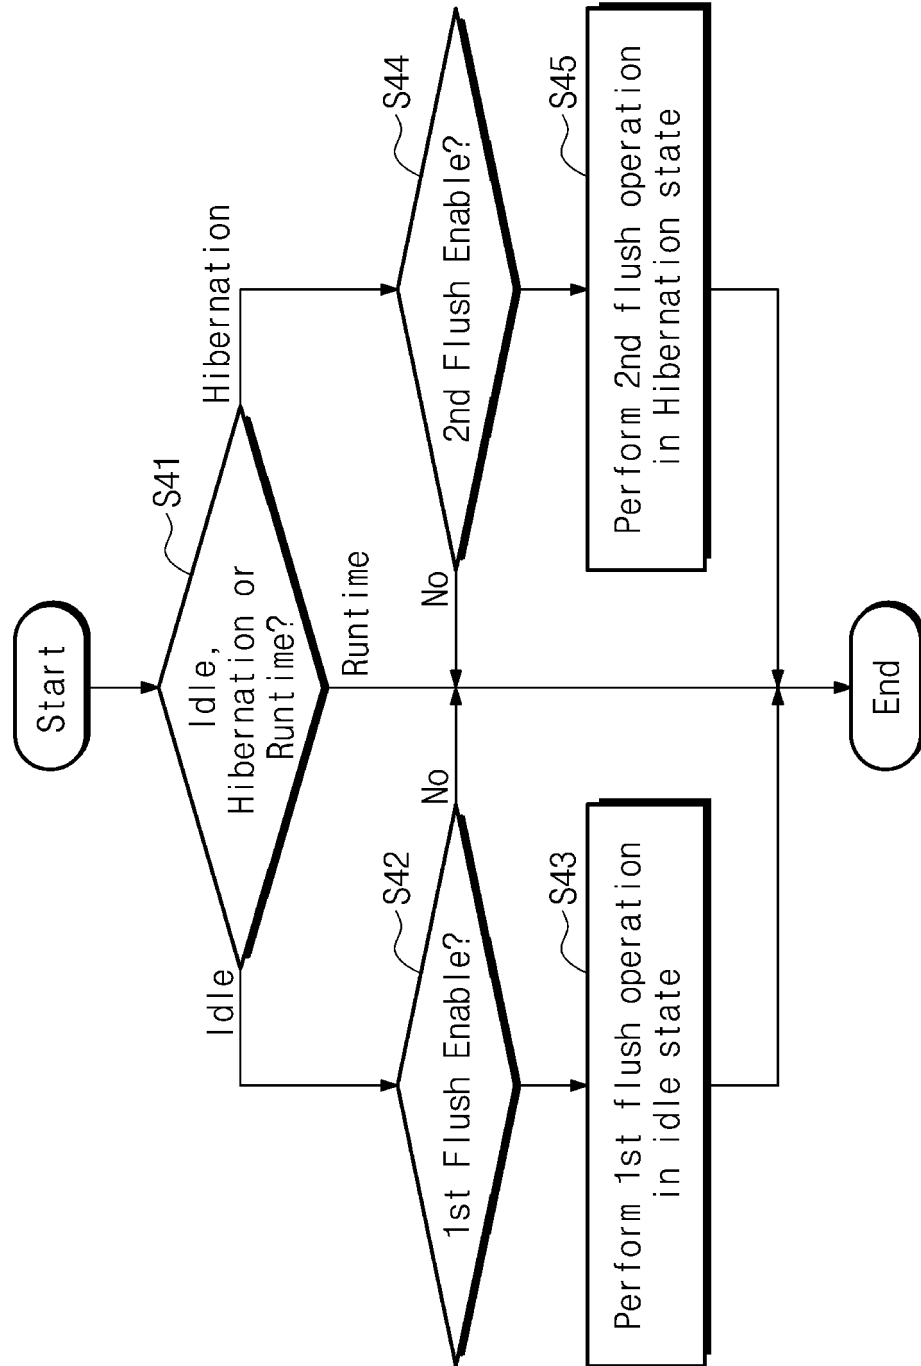 Start
S41
Idle,
Hibernation or
Runtime?
Idle
Hibernation
Runtime
S42
1st Flush Enable?
No
S44
2nd Flush Enable?
No
S43
Perform 1st flush operation
in idle state
S45
Perform 2nd flush operation
in Hibernation state
End